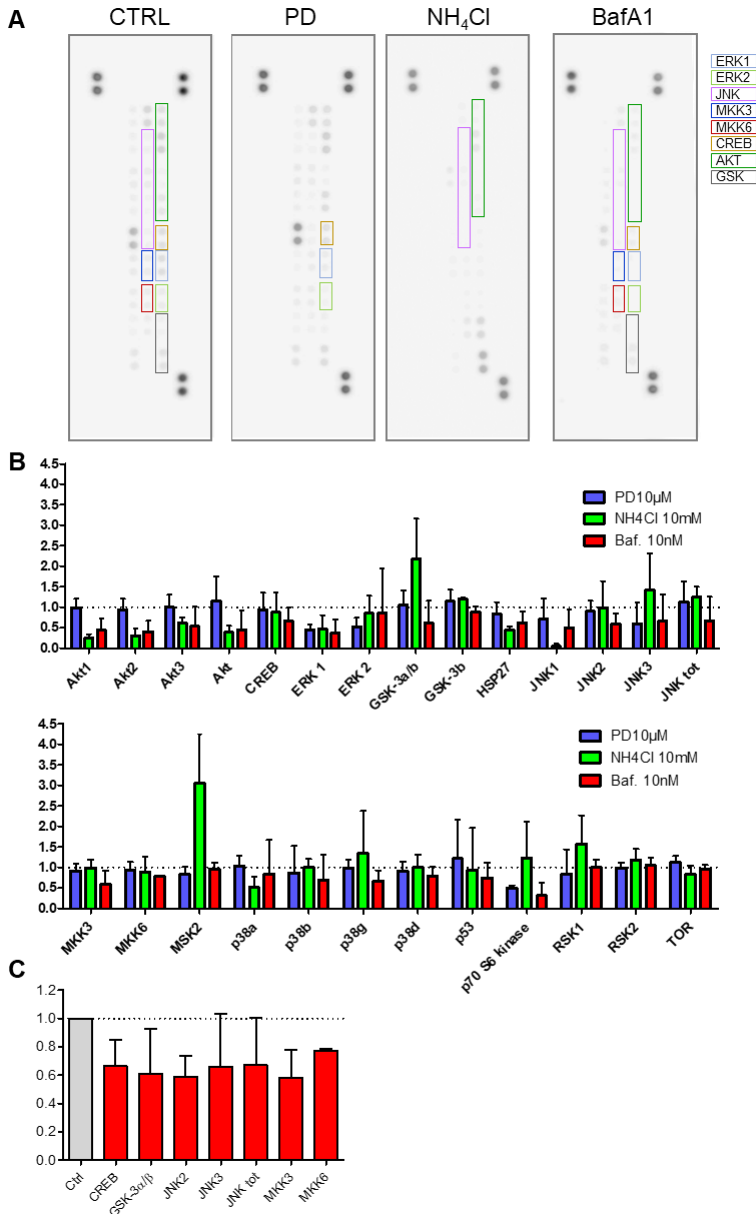 A
CTRL PD NH₄Cl BafA1
ERK1
ERK2
JNK
MKK3
MKK6
CREB
AKT
GSK
B
4.5
4.0
3.5
3.0
2.5
2.0
1.5
1.0
0.5
0.0
PD10µM
NH4Cl 10mM
Baf. 10nM
Akt1 Akt2 Akt3 Akt CREB ERK 1 ERK 2 GSK-3a/b GSK-3b HSP27 JNK1 JNK2 JNK3 JNK tot
4.5
4.0
3.5
3.0
2.5
2.0
1.5
1.0
0.5
0.0
PD10µM
NH4Cl 10mM
Baf. 10nM
MKK3 MKK6 MSK2 p38a p38b p38g p38d p53 p70 S6 kinase RSK1 RSK2 TOR
C
1.2
1.0
0.8
0.6
0.4
0.2
0.0
Ctrl CREB GSK-3α/β JNK2 JNK3 JNK tot MKK3 MKK6